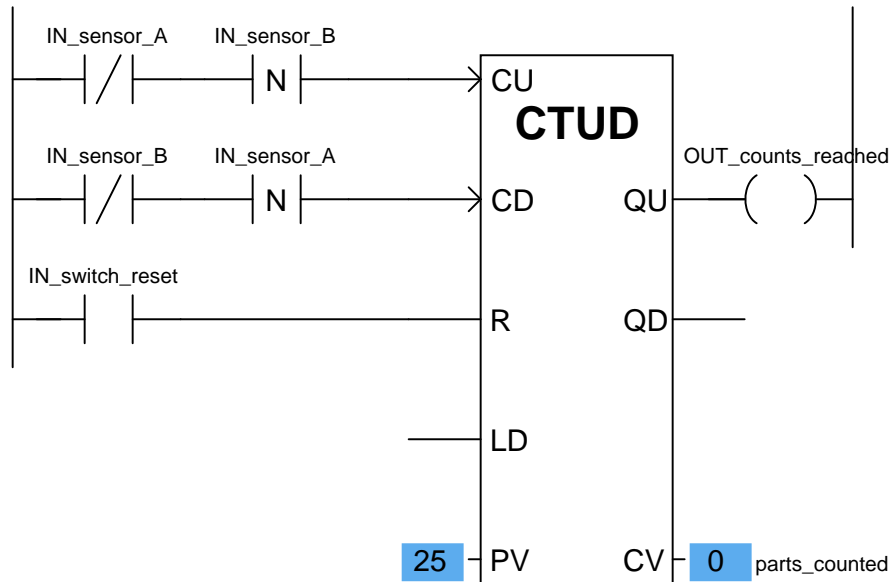 IN_sensor_A IN_sensor_B
N CU
CTUD
IN_sensor_B IN_sensor_A OUT_counts_reached
N CD QU
IN_switch_reset
R QD
LD
25 PV CV 0 parts_counted